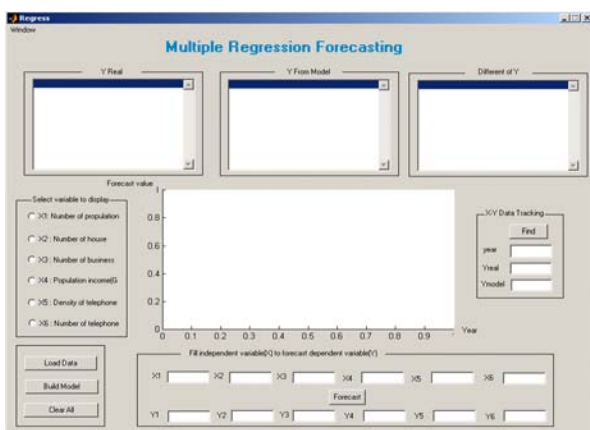 Regress
Window
Multiple Regression Forecasting
Y Real
Y From Model
Different of Y
Forecast value
Select variable to display
X1: Number of propulation
X2 : Number of house
X3 : Number of business
X4 : Population income(G
X5 : Density of telephone
X6 : Number of telephone
1
0.8
0.6
0.4
0.2
0
0 0.1 0.2 0.3 0.4 0.5 0.6 0.7 0.8 0.9
Year
X-Y Data Tracking
Find
year
Yreal
Ymodel
Load Data
Build Model
Clear All
Fill independent variable(X) to forecast dependent variable(Y)
X1 X2 X3 X4 X5 X6
Forecast
Y1 Y2 Y3 Y4 Y5 Y6